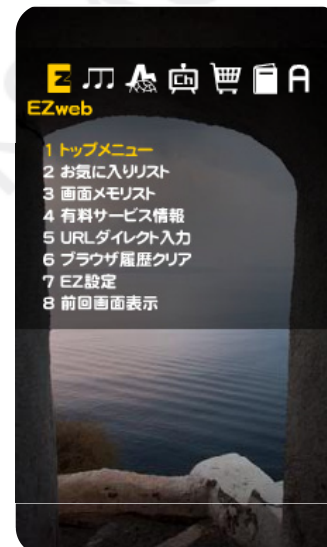 EZ Ch A
EZweb
1 トップメニュー
2 お気に入りリスト
3 画面メモリスト
4 有料サービス情報
5 URLダイレクト入力
6 ブラウザ履歴クリア
7 EZ設定
8 前回画面表示